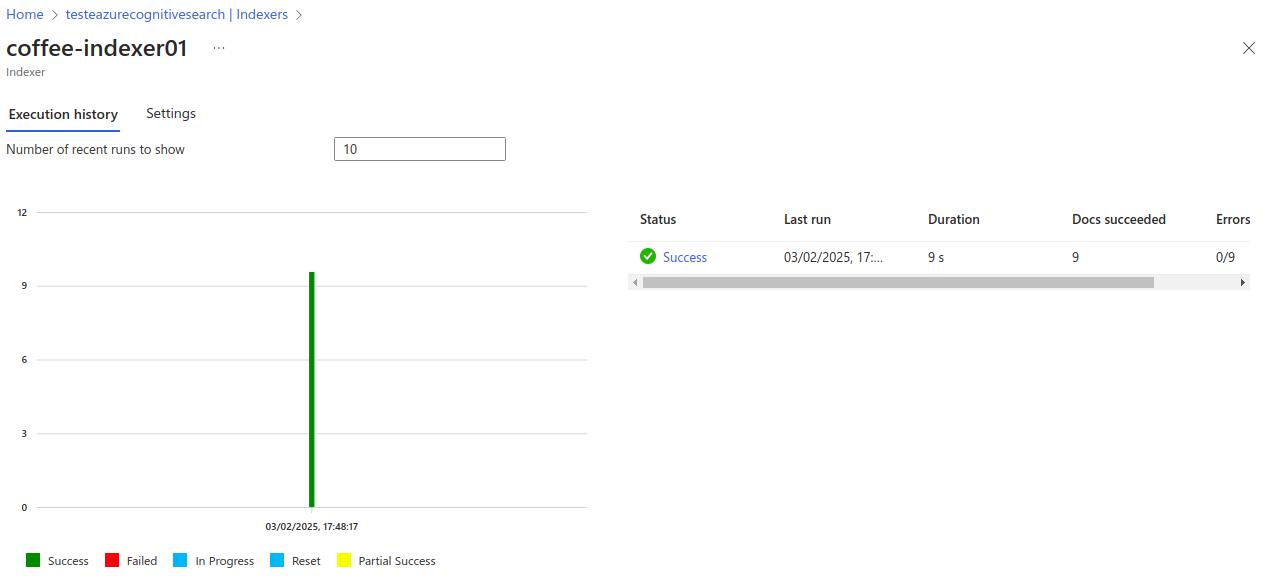 Home > testeazurecognitivesearch | Indexers >
coffee-indexer01 ...
Indexer
Execution history Settings
Number of recent runs to show 10
12
9
6
3
0
03/02/2025, 17:48:17
Success Failed In Progress Reset Partial Success
Status Last run Duration Docs succeeded Errors
Success 03/02/2025, 17:... 9 s 9 0/9